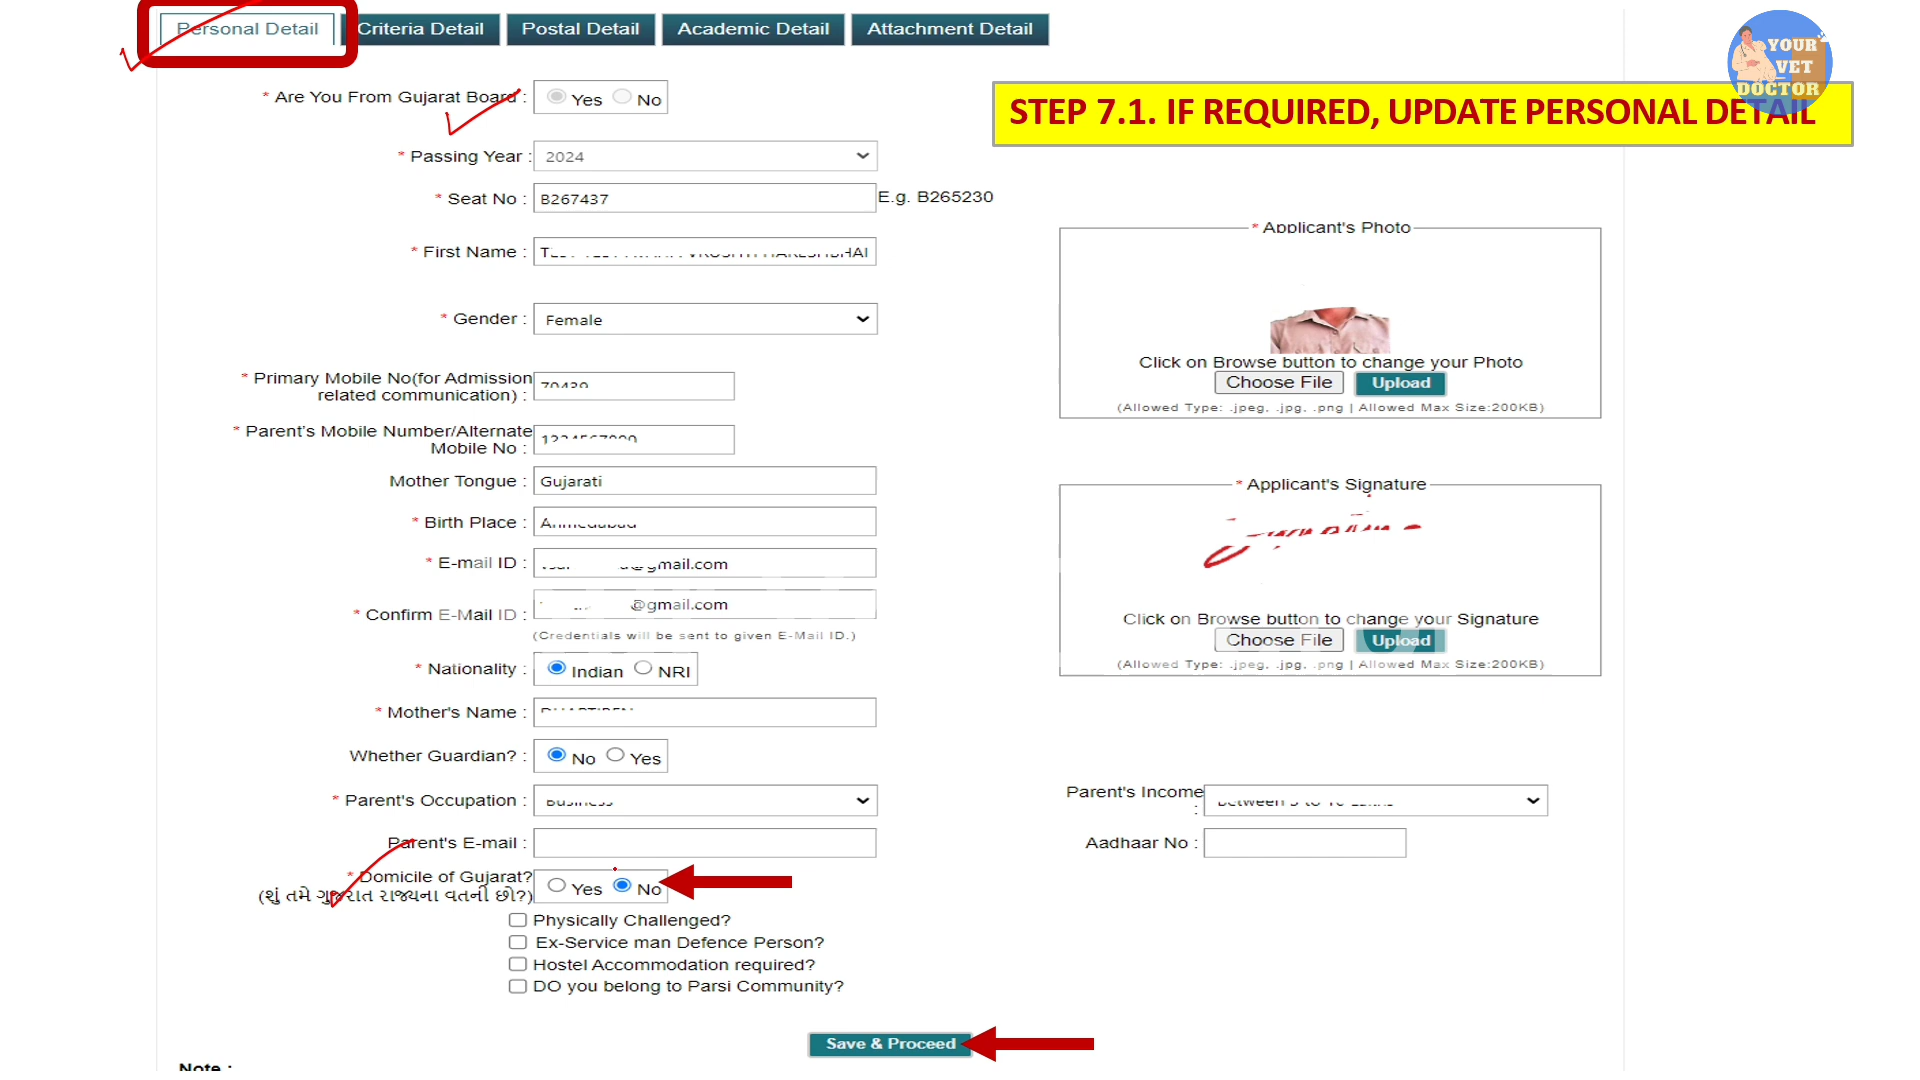 Personal Detail Criteria Detail Postal Detail Academic Detail Attachment Detail
YOUR
VET
DOCTOR
STEP 7.1. IF REQUIRED, UPDATE PERSONAL DETAIL
* Are You From Gujarat Board : Yes No
* Passing Year : 2024
* Seat No : B267437 E.g. B265230
* First Name :
* Gender : Female
* Primary Mobile No(for Admission
related communication) :
* Parent's Mobile Number/Alternate
Mobile No :
Mother Tongue : Gujarati
* Birth Place :
* E-mail ID : @gmail.com
* Confirm E-Mail ID : @gmail.com
(Credentials will be sent to given E-Mail ID.)
* Nationality : Indian NRI
* Mother's Name :
Whether Guardian? : No Yes
* Parent's Occupation :
Parent's E-mail :
* Domicile of Gujarat?
(શું તમે ગુજરાત રાજ્યના વતની છો?) Yes No
Physically Challenged?
Ex-Service man Defence Person?
Hostel Accommodation required?
DO you belong to Parsi Community?
* Applicant's Photo
Click on Browse button to change your Photo
Choose File Upload
(Allowed Type: .jpeg, .jpg, .png | Allowed Max Size:200KB)
* Applicant's Signature
Click on Browse button to change your Signature
Choose File Upload
(Allowed Type: .jpeg, .jpg, .png | Allowed Max Size:200KB)
Parent's Income
:
Aadhaar No :
Save & Proceed
Note :